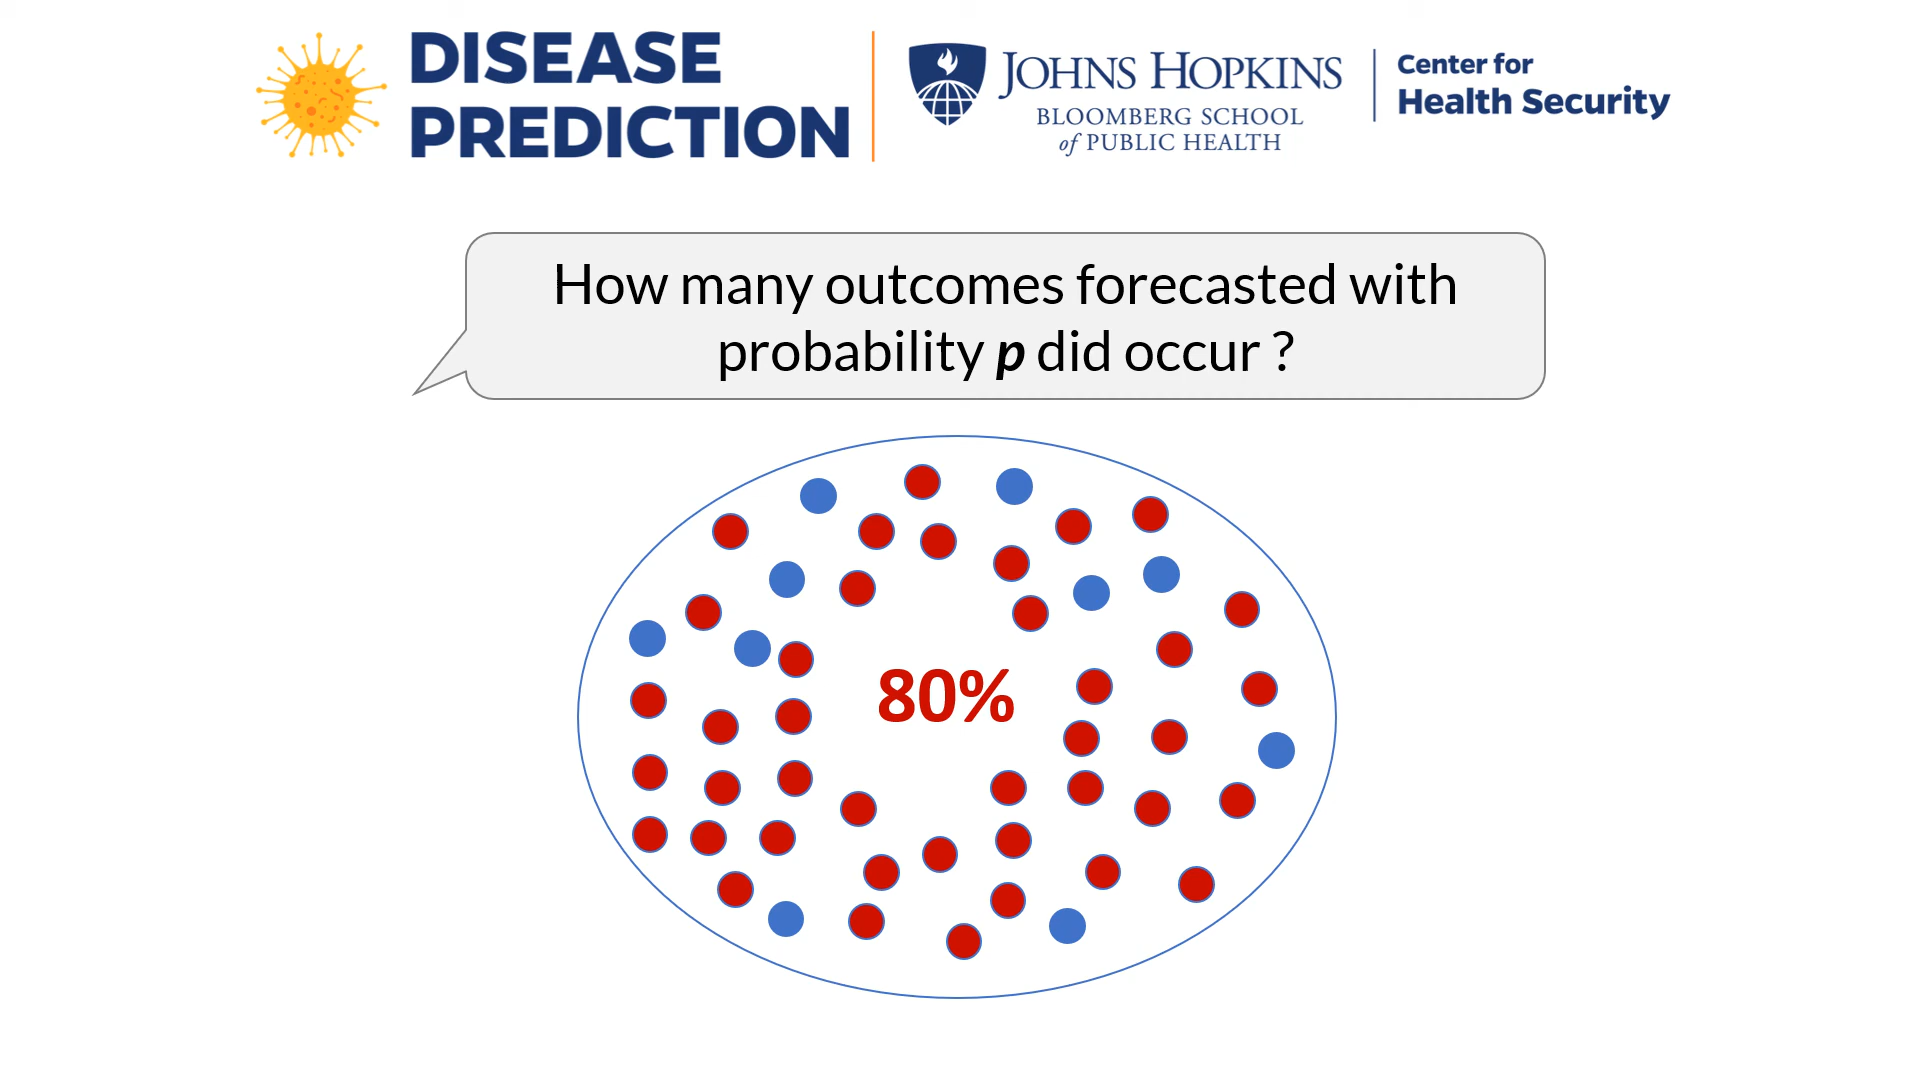 DISEASE
PREDICTION
JOHNS HOPKINS
BLOOMBERG SCHOOL
of PUBLIC HEALTH
Center for
Health Security
How many outcomes forecasted with
probability p did occur ?
80%